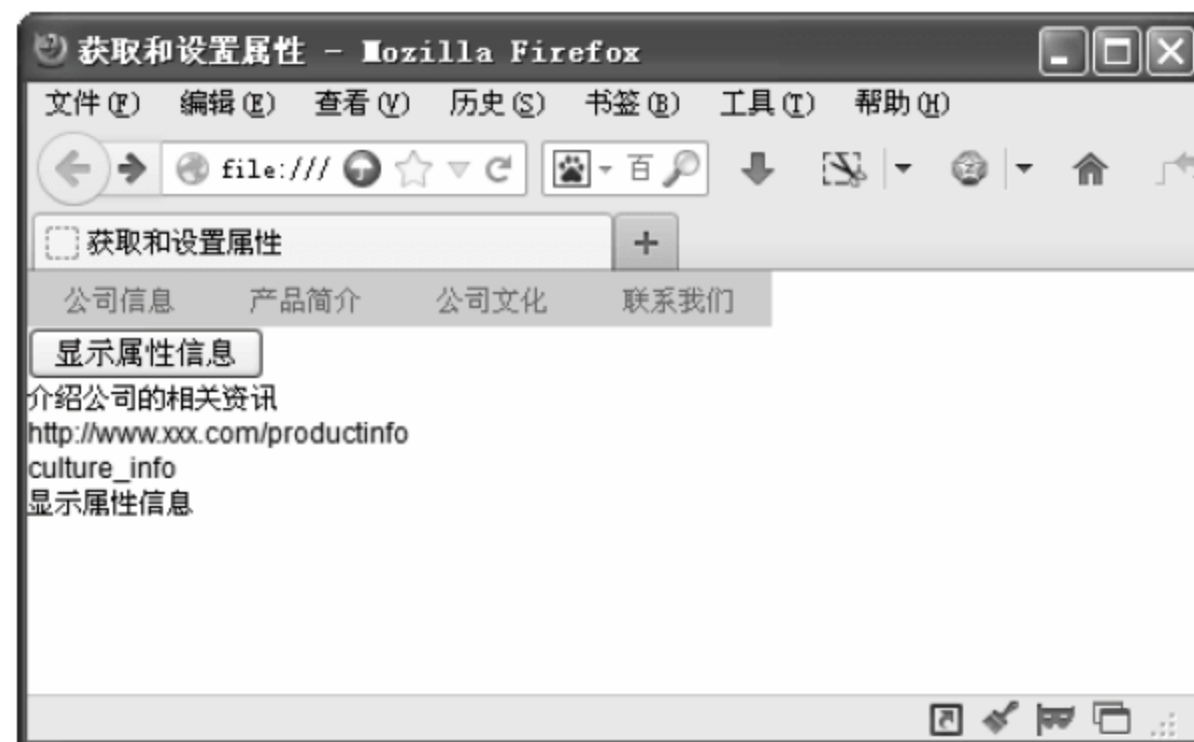 获取和设置属性 - Mozilla Firefox
文件(F) 编辑(E) 查看(V) 历史(S) 书签(B) 工具(T) 帮助(H)
file:/// 百
获取和设置属性
公司信息 产品简介 公司文化 联系我们
显示属性信息
介绍公司的相关资讯
http://www.xxx.com/productinfo
culture_info
显示属性信息